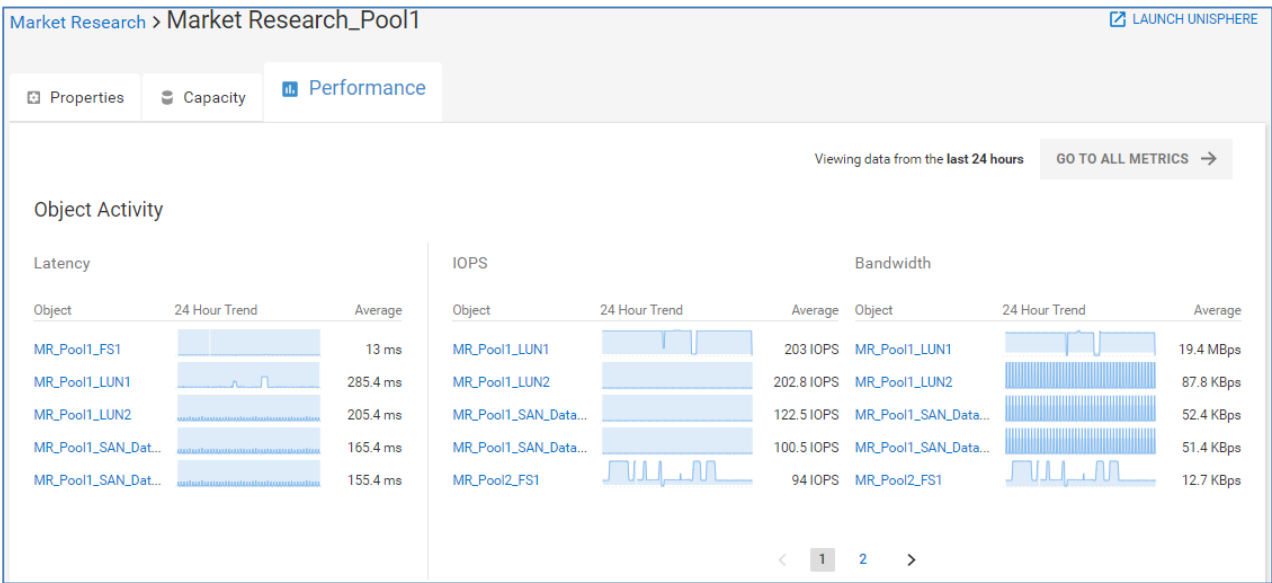 Market Research > Market Research_Pool1
LAUNCH UNISPHERE
Properties
Capacity
Performance
Viewing data from the last 24 hours
GO TO ALL METRICS →
Object Activity
Latency
Object 24 Hour Trend Average
MR_Pool1_FS1 13 ms
MR_Pool1_LUN1 285.4 ms
MR_Pool1_LUN2 205.4 ms
MR_Pool1_SAN_Dat... 165.4 ms
MR_Pool1_SAN_Dat... 155.4 ms
IOPS
Object 24 Hour Trend Average
MR_Pool1_LUN1 203 IOPS
MR_Pool1_LUN2 202.8 IOPS
MR_Pool1_SAN_Data... 122.5 IOPS
MR_Pool1_SAN_Data... 100.5 IOPS
MR_Pool2_FS1 94 IOPS
Bandwidth
Object 24 Hour Trend Average
MR_Pool1_LUN1 19.4 MBps
MR_Pool1_LUN2 87.8 KBps
MR_Pool1_SAN_Data... 52.4 KBps
MR_Pool1_SAN_Data... 51.4 KBps
MR_Pool2_FS1 12.7 KBps
< 1 2 >